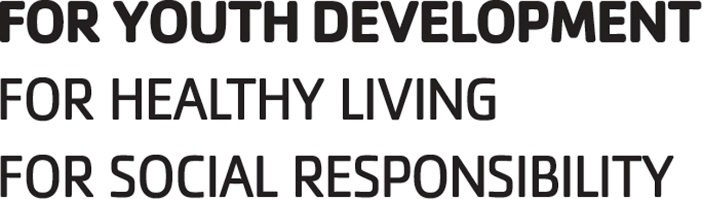 FOR YOUTH DEVELOPMENT
FOR HEALTHY LIVING
FOR SOCIAL RESPONSIBILITY